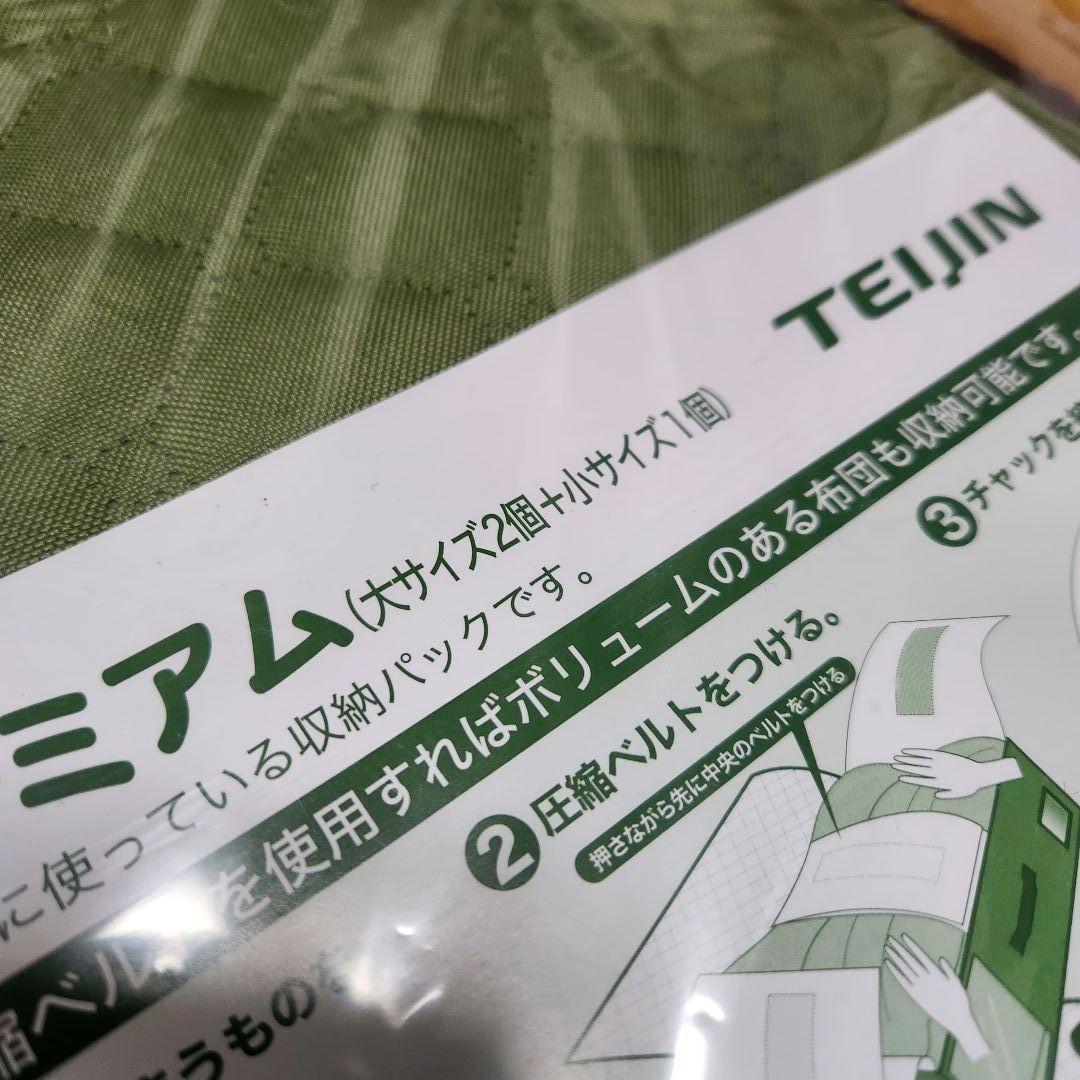 TEIJIN
ミアム(大サイズ2個+小サイズ1個)
に使っている収納パックです。
縮ベルトを使用すればボリュームのある布団も収納可能です。
うものを
2 圧縮ベルトをつける。
押さながら先に中央のベルトをつける
3 チャックを